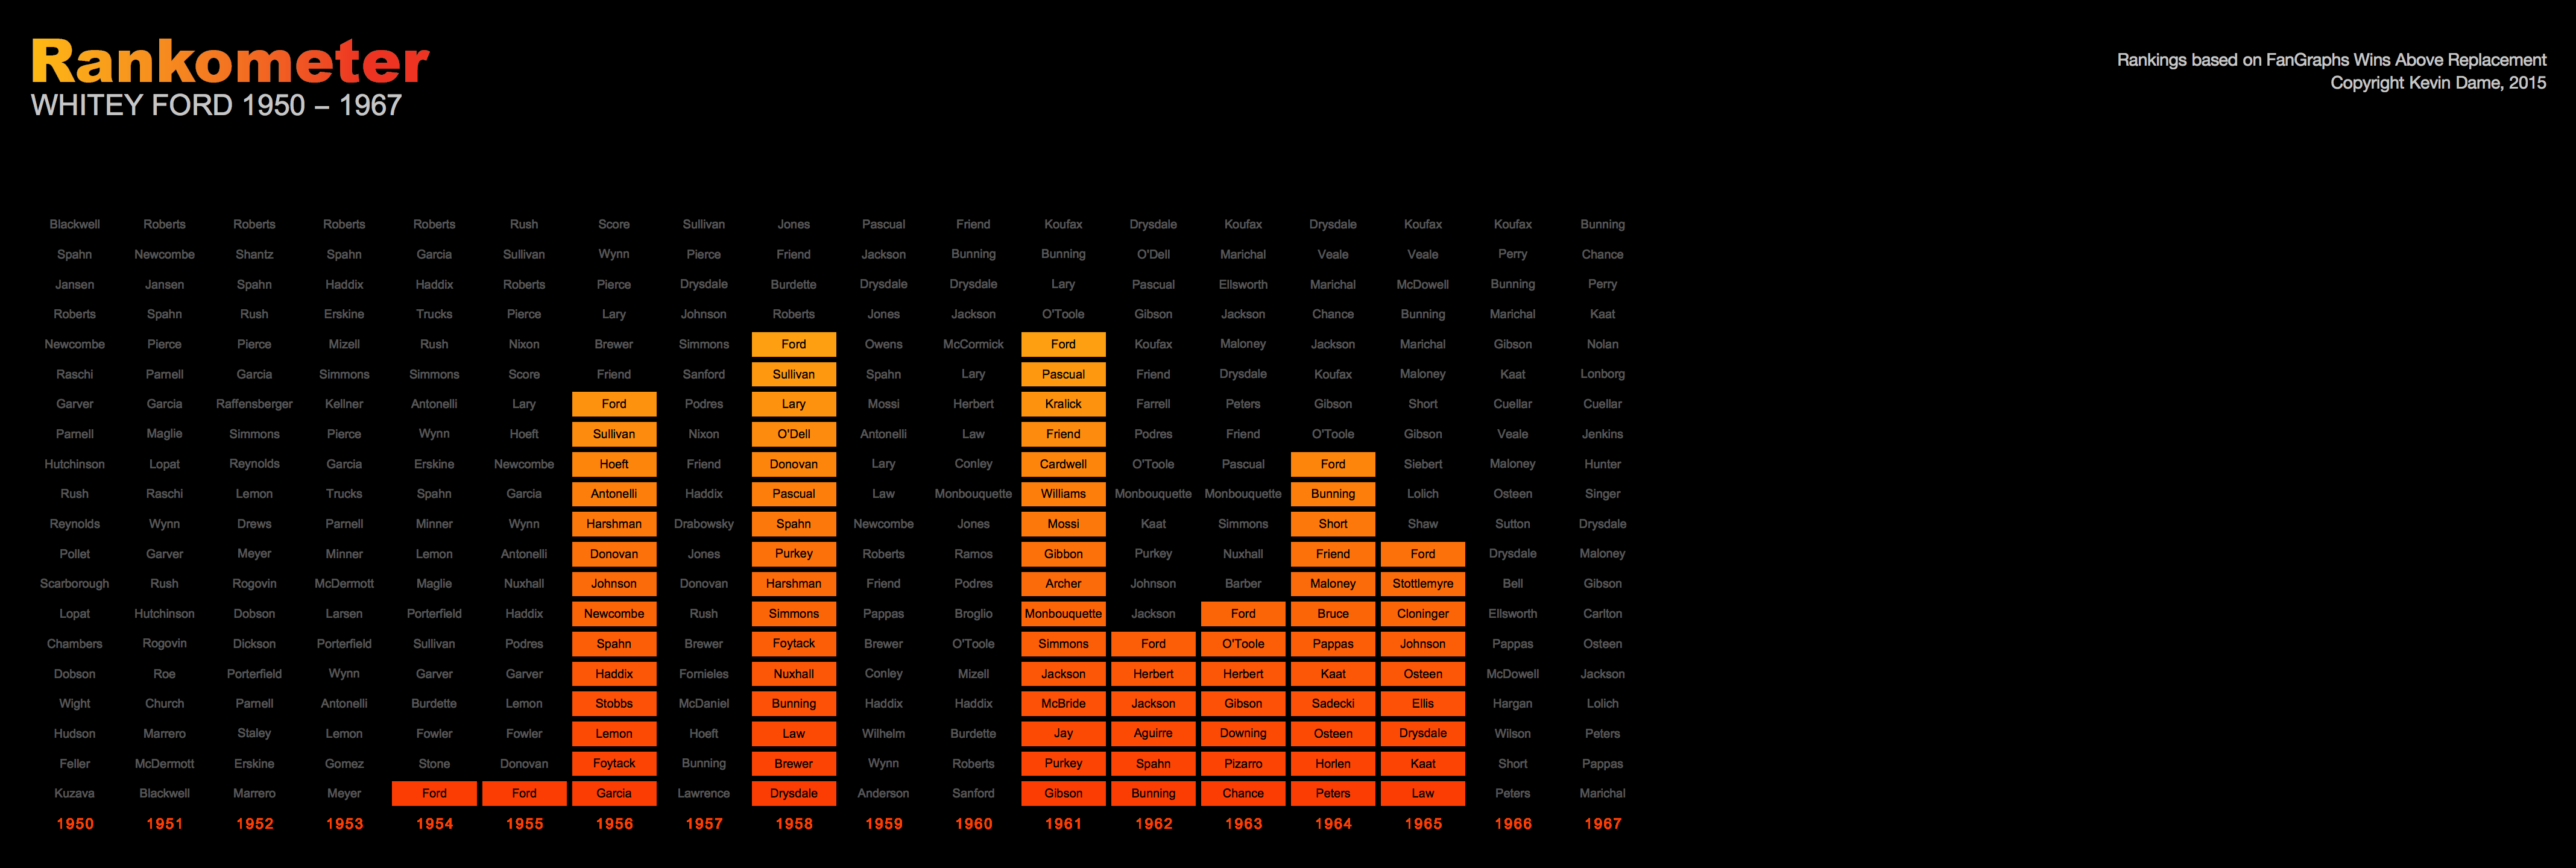 Rankometer
WHITEY FORD 1950 – 1967
Rankings based on FanGraphs Wins Above Replacement
Copyright Kevin Dame, 2015
Blackwell Roberts Roberts Roberts Roberts Rush Score Sullivan Jones Pascual Friend Koufax Drysdale Koufax Drysdale Koufax Koufax Bunning
Spahn Newcombe Shantz Spahn Garcia Sullivan Wynn Pierce Friend Jackson Bunning Bunning O'Dell Marichal Veale Veale Perry Chance
Jansen Jansen Spahn Haddix Haddix Roberts Pierce Drysdale Burdette Drysdale Drysdale Lary Pascual Ellsworth Marichal McDowell Bunning Perry
Roberts Spahn Rush Erskine Trucks Pierce Lary Johnson Roberts Jones Jackson O'Toole Gibson Jackson Chance Bunning Marichal Kaat
Newcombe Pierce Pierce Mizell Rush Nixon Brewer Simmons Ford Owens McCormick Ford Koufax Maloney Jackson Marichal Gibson Nolan
Raschi Parnell Garcia Simmons Simmons Score Friend Sanford Sullivan Spahn Lary Pascual Friend Drysdale Koufax Maloney Kaat Lonborg
Garver Garcia Raffensberger Kellner Antonelli Lary Ford Podres Lary Mossi Herbert Kralick Farrell Peters Gibson Short Cuellar Cuellar
Parnell Maglie Simmons Pierce Wynn Hoeft Sullivan Nixon O'Dell Antonelli Law Friend Podres Friend O'Toole Gibson Veale Jenkins
Hutchinson Lopat Reynolds Garcia Erskine Newcombe Hoeft Friend Donovan Lary Conley Cardwell O'Toole Pascual Ford Siebert Maloney Hunter
Rush Raschi Lemon Trucks Spahn Garcia Antonelli Haddix Pascual Law Monbouquette Williams Monbouquette Monbouquette Bunning Lolich Osteen Singer
Reynolds Wynn Drews Parnell Minner Wynn Harshman Drabowsky Spahn Newcombe Jones Mossi Kaat Simmons Short Shaw Sutton Drysdale
Pollet Garver Meyer Minner Lemon Antonelli Donovan Jones Purkey Roberts Ramos Gibbon Purkey Nuxhall Friend Ford Drysdale Maloney
Scarborough Rush Rogovin McDermott Maglie Nuxhall Johnson Donovan Harshman Friend Podres Archer Johnson Barber Maloney Stottlemyre Bell Gibson
Lopat Hutchinson Dobson Larsen Porterfield Haddix Newcombe Rush Simmons Pappas Broglio Monbouquette Jackson Ford Bruce Cloninger Ellsworth Carlton
Chambers Rogovin Dickson Porterfield Sullivan Podres Spahn Brewer Foytack Brewer O'Toole Simmons Ford O'Toole Pappas Johnson Pappas Osteen
Dobson Roe Porterfield Wynn Garver Garver Haddix Fornieles Nuxhall Conley Mizell Jackson Herbert Herbert Kaat Osteen McDowell Jackson
Wight Church Parnell Antonelli Burdette Lemon Stobbs McDaniel Bunning Haddix Haddix McBride Jackson Gibson Sadecki Ellis Hargan Lolich
Hudson Marrero Staley Lemon Fowler Fowler Lemon Hoeft Law Wilhelm Burdette Jay Aguirre Downing Osteen Drysdale Wilson Peters
Feller McDermott Erskine Gomez Stone Donovan Foytack Bunning Brewer Wynn Roberts Purkey Spahn Pizarro Horlen Kaat Short Pappas
Kuzava Blackwell Marrero Meyer Ford Ford Garcia Lawrence Drysdale Anderson Sanford Gibson Bunning Chance Peters Law Peters Marichal
1950 1951 1952 1953 1954 1955 1956 1957 1958 1959 1960 1961 1962 1963 1964 1965 1966 1967